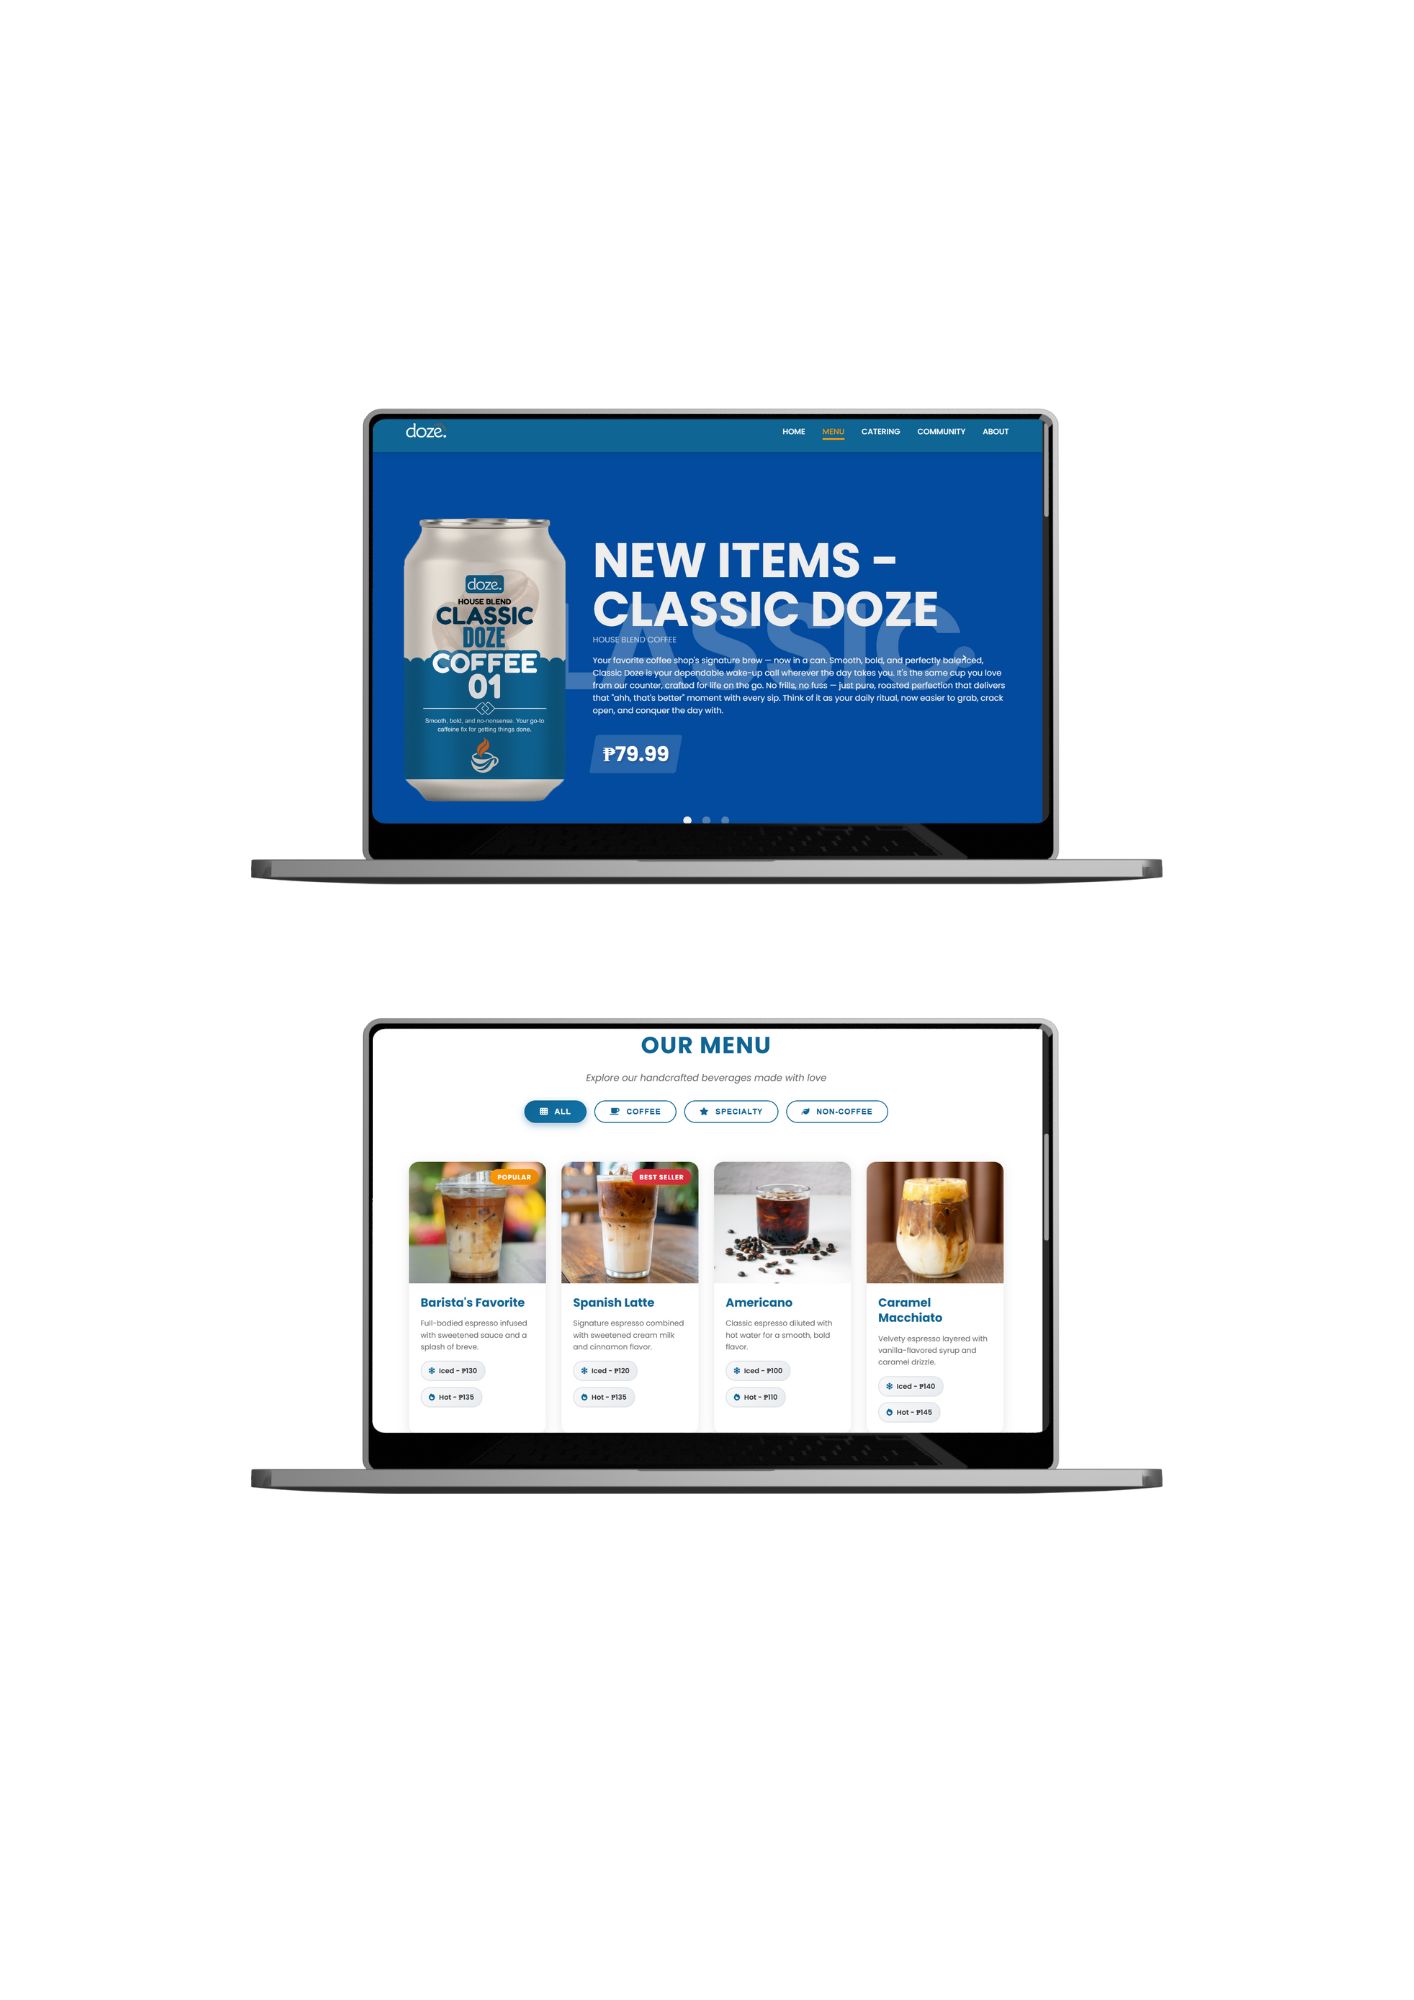 doze.
HOME MENU CATERING COMMUNITY ABOUT
doze.
HOUSE BLEND
CLASSIC
DOZE
COFFEE
01
Smooth, bold, and no-nonsense. Your go-to
caffeine fix for getting things done.
NEW ITEMS -
CLASSIC DOZE
LASSIC
HOUSE BLEND COFFEE
Your favorite coffee shop's signature brew — now in a can. Smooth, bold, and perfectly balanced,
Classic Doze is your dependable wake-up call wherever the day takes you. It's the same cup you love
from our counter, crafted for life on the go. No frills, no fuss — just pure, roasted perfection that delivers
that "ahh, that's better" moment with every sip. Think of it as your daily ritual, now easier to grab, crack
open, and conquer the day with.
₱79.99
OUR MENU
Explore our handcrafted beverages made with love
ALL COFFEE SPECIALTY NON-COFFEE
POPULAR
Barista's Favorite
Full-bodied espresso infused
with sweetened sauce and a
splash of breve.
Iced - ₱130
Hot - ₱135
BEST SELLER
Spanish Latte
Signature espresso combined
with sweetened cream milk
and cinnamon flavor.
Iced - ₱120
Hot - ₱135
Americano
Classic espresso diluted with
hot water for a smooth, bold
flavor.
Iced - ₱100
Hot - ₱110
Caramel
Macchiato
Velvety espresso layered with
vanilla-flavored syrup and
caramel drizzle.
Iced - ₱140
Hot - ₱145